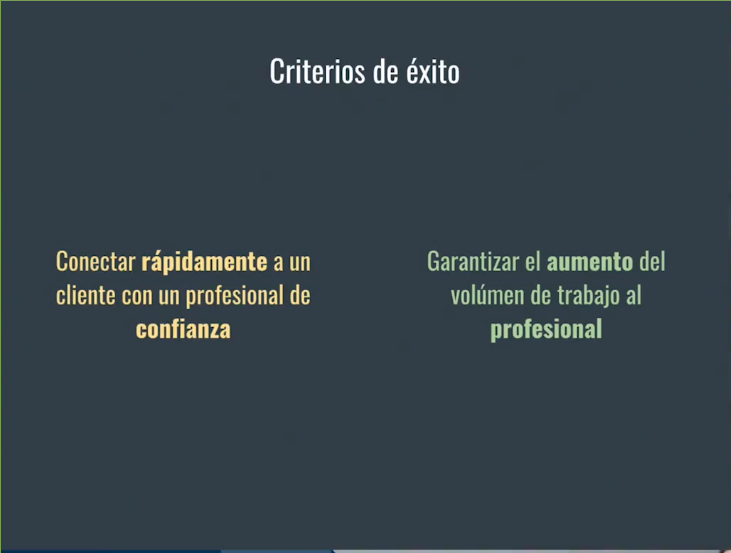 Criterios de éxito
Conectar rápidamente a un
cliente con un profesional de
confianza
Garantizar el aumento del
volúmen de trabajo al
profesional